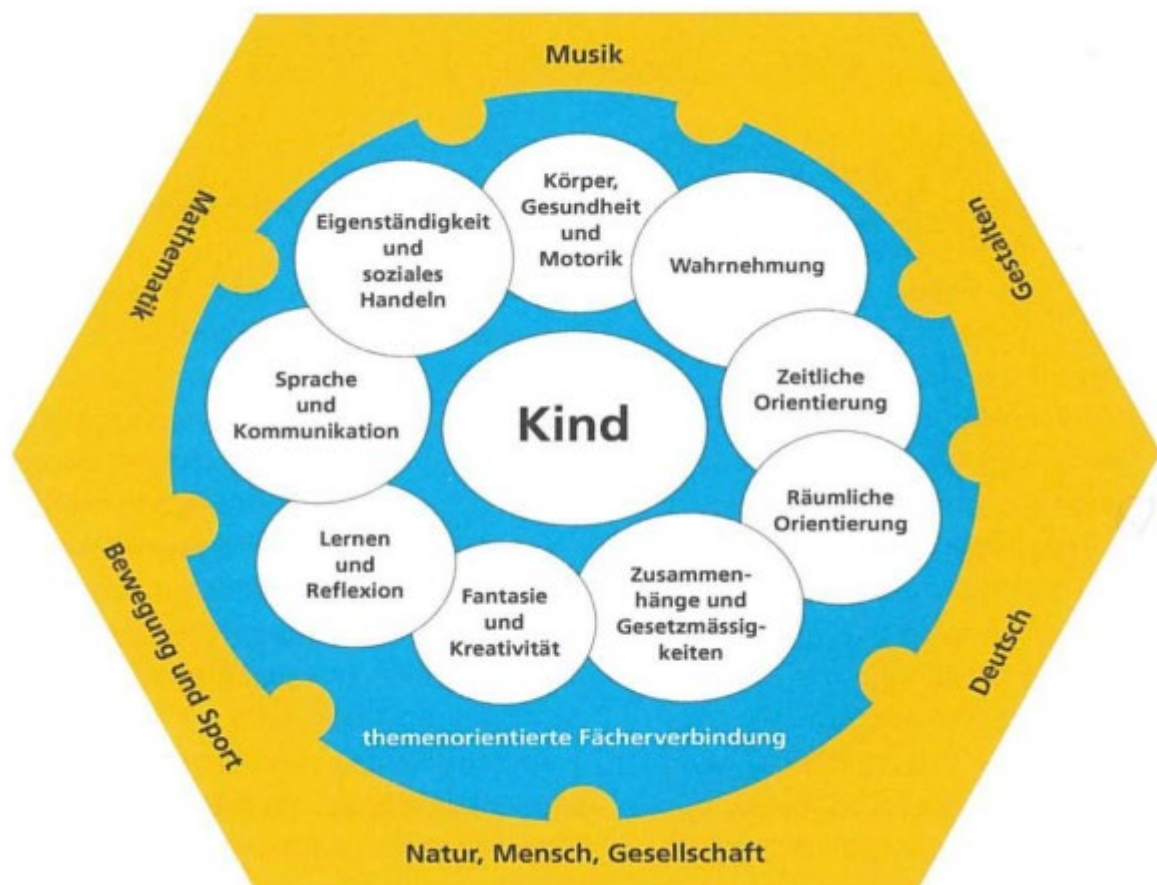 Musik
Mathematik
Gestalten
Körper,
Gesundheit
und
Motorik
Eigenständigkeit
und
soziales
Handeln
Wahrnehmung
Sprache
und
Kommunikation
Kind
Zeitliche
Orientierung
Räumliche
Orientierung
Lernen
und
Reflexion
Fantasie
und
Kreativität
Zusammen-
hänge und
Gesetzmässig-
keiten
Bewegung und Sport
Deutsch
themenorientierte Fächerverbindung
Natur, Mensch, Gesellschaft